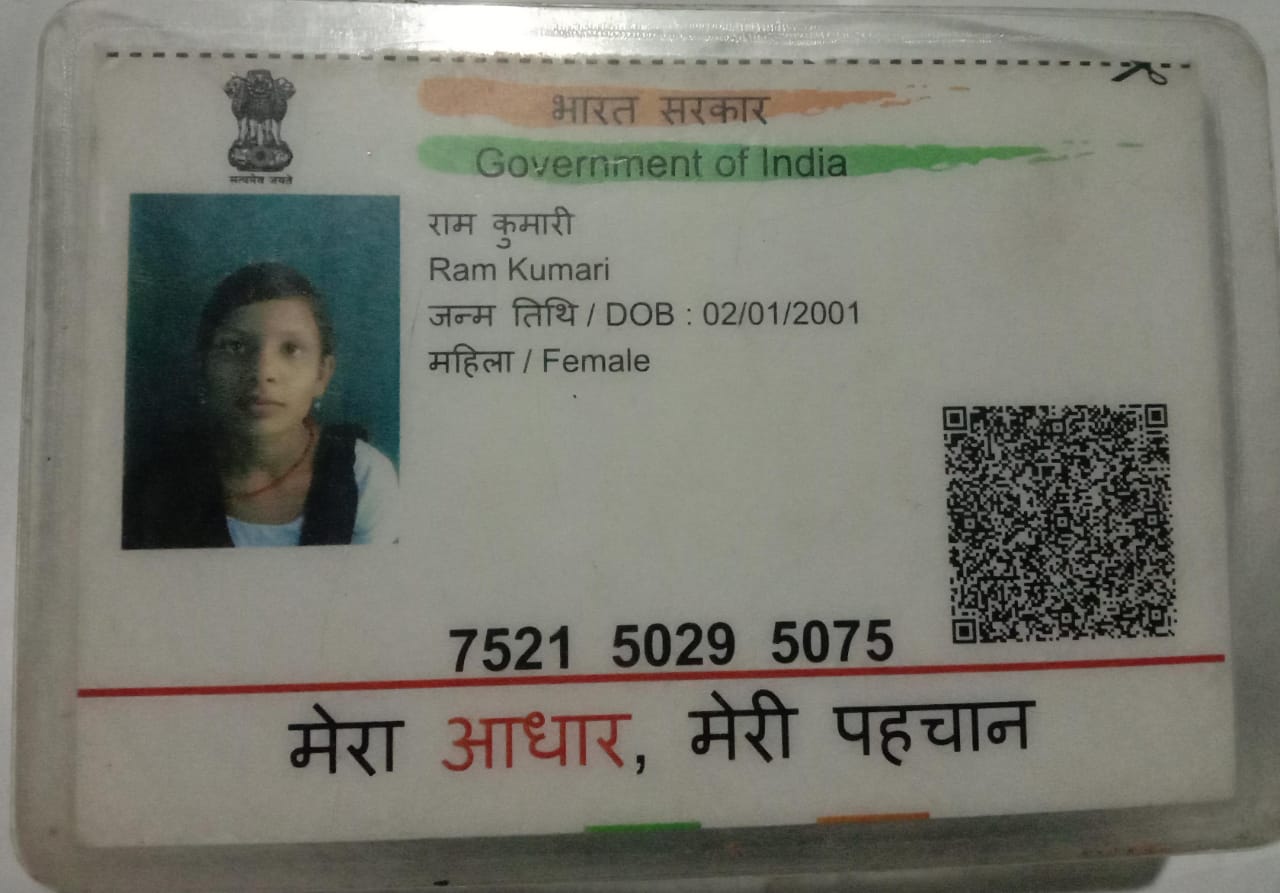 भारत सरकार
Government of India
सत्यमेव जयते
राम कुमारी
Ram Kumari
जन्म तिथि / DOB : 02/01/2001
महिला / Female
7521 5029 5075
मेरा आधार, मेरी पहचान